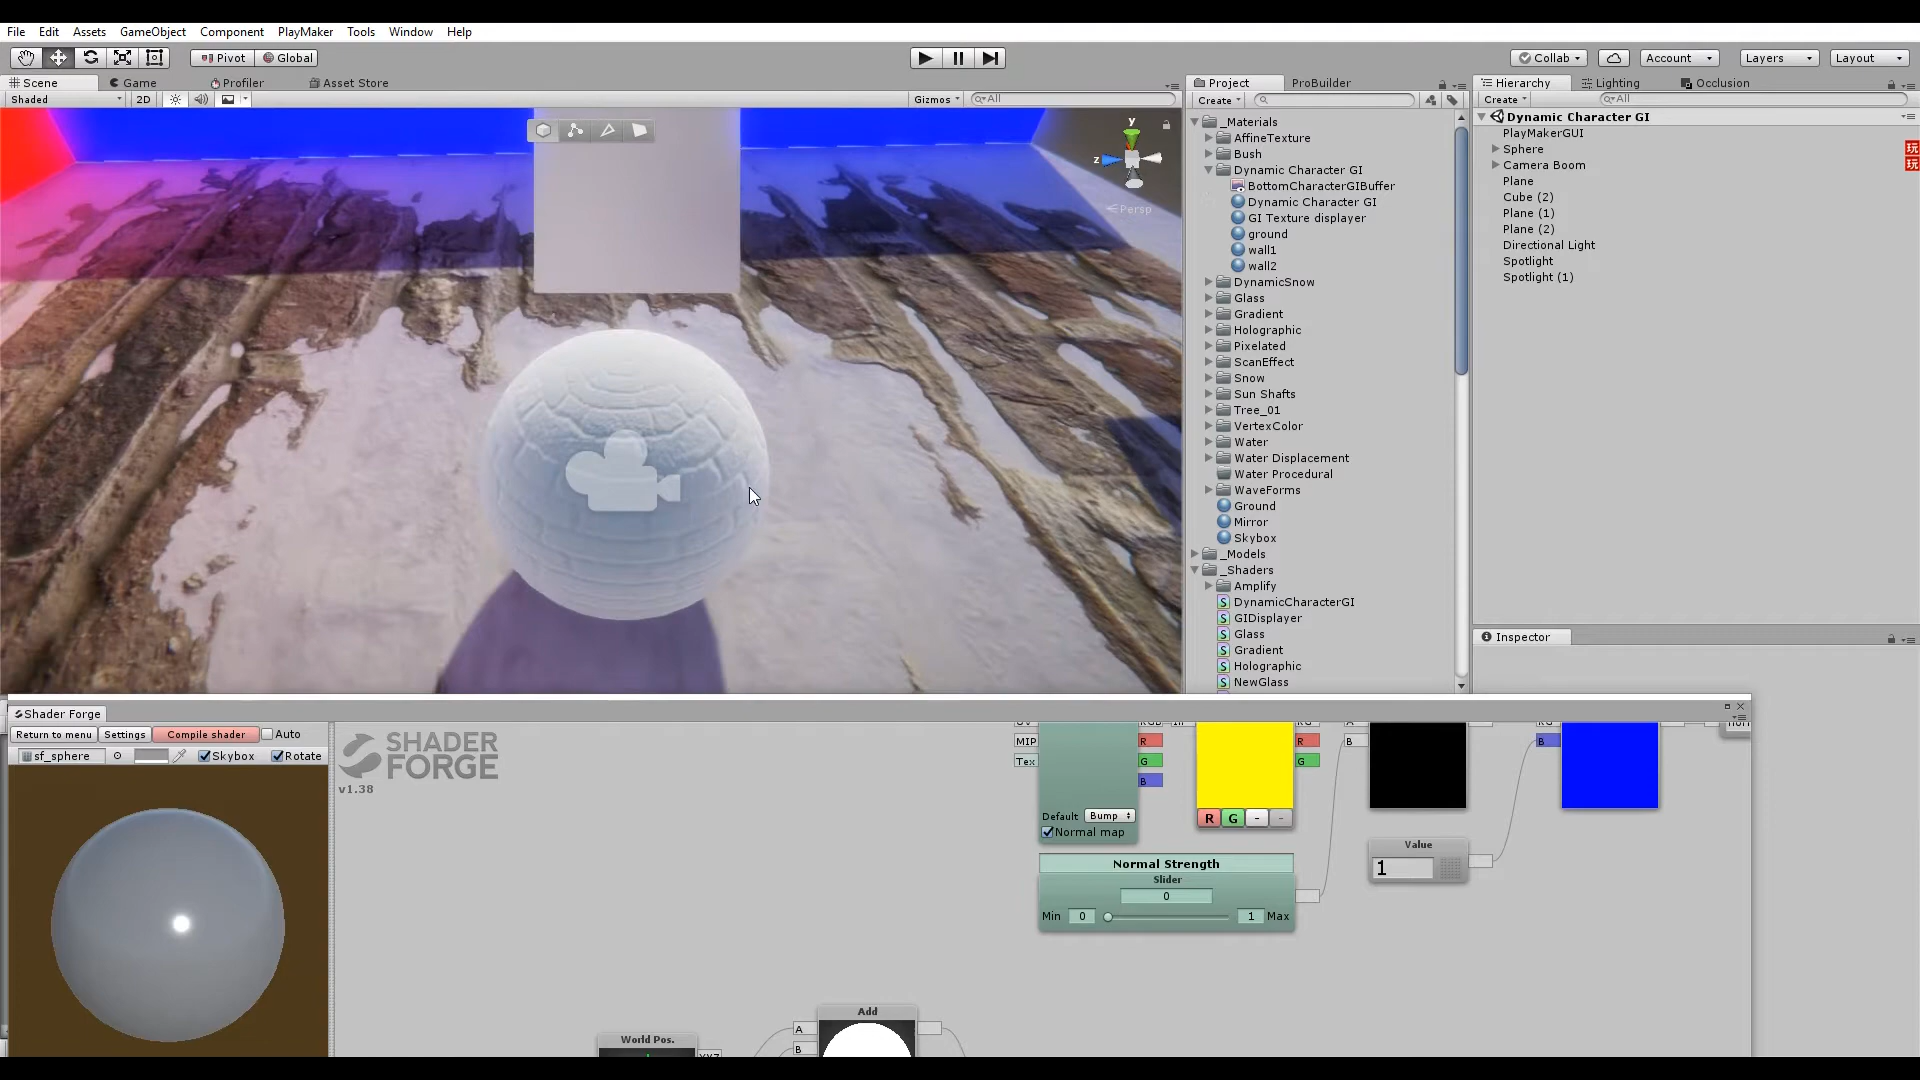 File Edit Assets GameObject Component PlayMaker Tools Window Help
Pivot Global Collab Account Layers Layout
Scene Game Profiler Asset Store
Shaded 2D Gizmos All
y
z
Persp
Project ProBuilder
Create
_Materials
AffineTexture
Bush
Dynamic Character GI
BottomCharacterGIBuffer
Dynamic Character GI
GI Texture displayer
ground
wall1
wall2
DynamicSnow
Glass
Gradient
Holographic
Pixelated
ScanEffect
Snow
Sun Shafts
Tree_01
VertexColor
Water
Water Displacement
Water Procedural
WaveForms
Ground
Mirror
Skybox
_Models
_Shaders
Amplify
DynamicCharacterGI
GIDisplayer
Glass
Gradient
Holographic
NewGlass
Hierarchy Lighting Occlusion
Create All
Dynamic Character GI
PlayMakerGUI
Sphere
玩
Camera Boom
玩
Plane
Cube (2)
Plane (1)
Plane (2)
Directional Light
Spotlight
Spotlight (1)
Inspector
Shader Forge
Return to menu Settings Compile shader Auto
sf_sphere Skybox Rotate
SHADER
FORGE
v1.38
MIP R
Tex G
B
Default Bump
Normal map
R
G
R G - -
B
B
Value
1
Normal Strength
Slider
0
Min 0 1 Max
Add
A
B
World Pos.